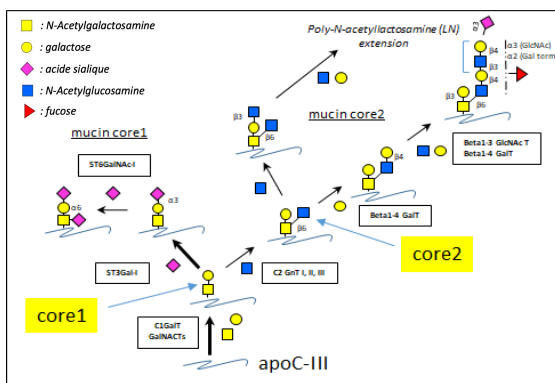 : N-Acetylgalactosamine
: galactose
: acide sialique
: N-Acetylglucosamine
: fucose
Poly-N-acetyllactosamine (LN)
extension
α3
β4
β3
β4
β3
β6
α3 (GlcNAc)
α2 (Gal term
mucin core1
mucin core2
β3
β6
Beta1-3 GlcNAc T
Beta1-4 GalT
ST6GalNAc-I
α6
α3
β4
β6
β6
Beta1-4 GalT
core2
ST3Gal-I
C2 GnT I, II, III
core1
C1GalT
GalNACTs
apoC-III